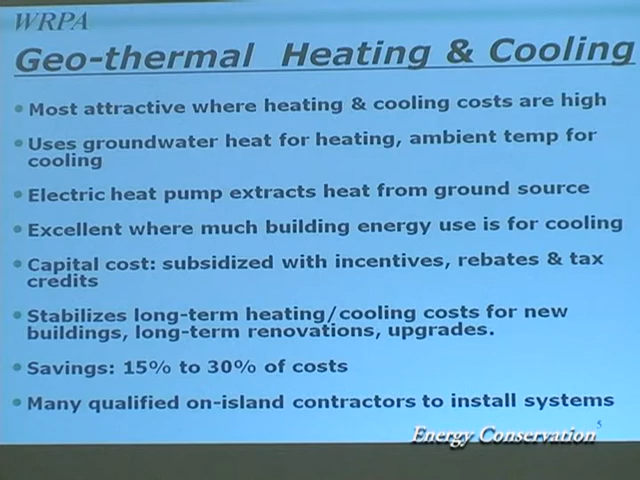 WRPA
Geo-thermal Heating & Cooling
• Most attractive where heating & cooling costs are high
• Uses groundwater heat for heating, ambient temp for
cooling
• Electric heat pump extracts heat from ground source
• Excellent where much building energy use is for cooling
• Capital cost: subsidized with incentives, rebates & tax
credits
• Stabilizes long-term heating/cooling costs for new
buildings, long-term renovations, upgrades.
• Savings: 15% to 30% of costs
• Many qualified on-island contractors to install systems
5
Energy Conservation